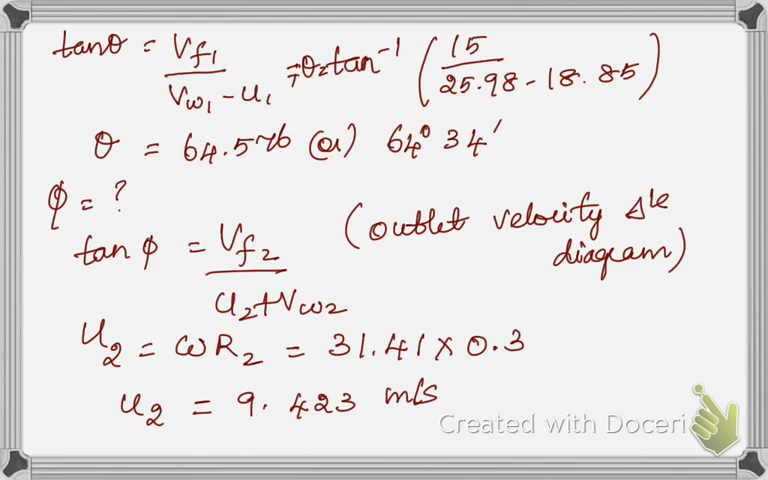 tanθ = Vf1 / Vw1 - u1 ; θ = tan⁻¹ ( 15 / 25.98 - 18.85 )
θ = 64.576 (or) 64° 34'
φ = ?
tan φ = Vf2 / u2 + Vw2 (outlet velocity Δle diagram)
u2 = ωR2 = 31.41 × 0.3
u2 = 9.423 m/s
Created with Doceri